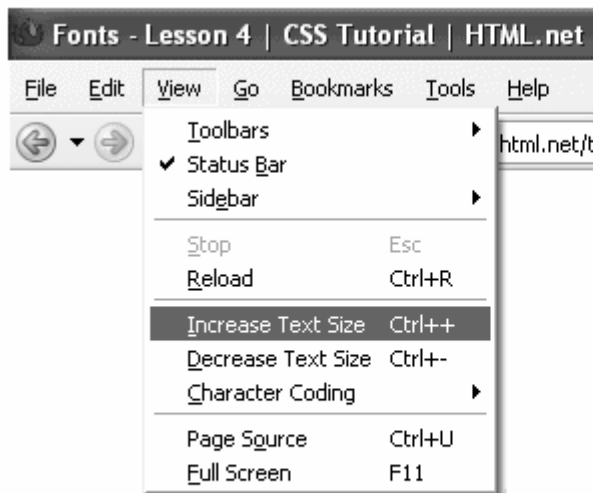 Fonts - Lesson 4 | CSS Tutorial | HTML.net
File Edit View Go Bookmarks Tools Help
html.net/t
Toolbars
Status Bar
Sidebar
Stop Esc
Reload Ctrl+R
Increase Text Size Ctrl++
Decrease Text Size Ctrl+-
Character Coding
Page Source Ctrl+U
Full Screen F11